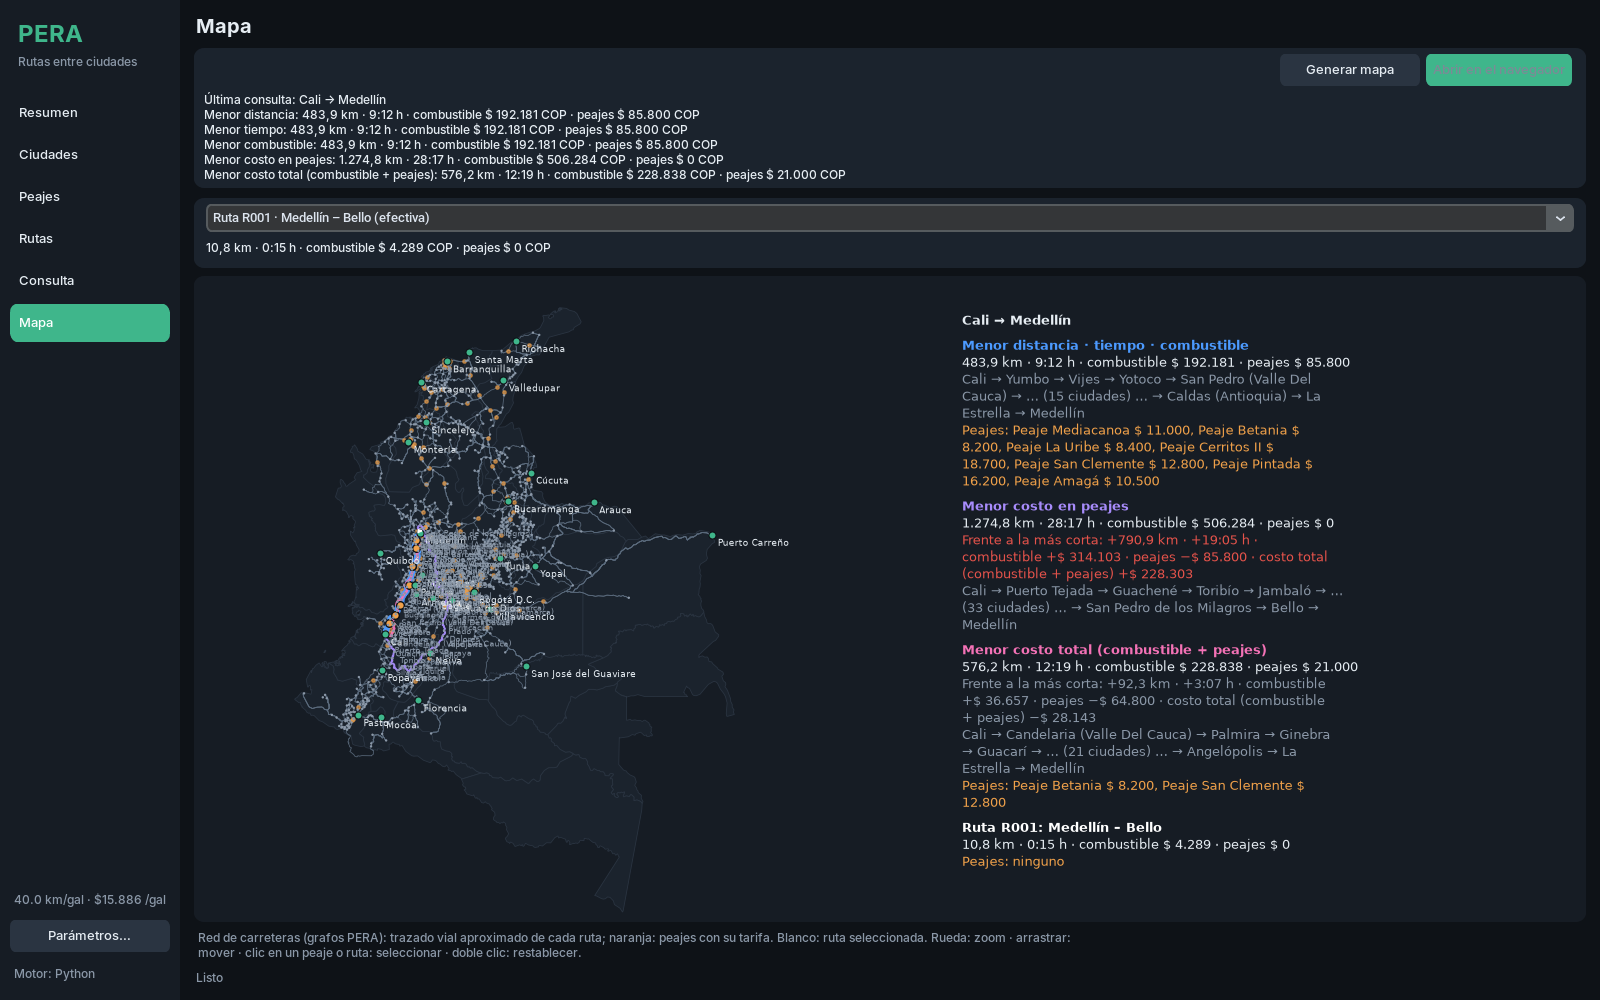 PERA
Rutas entre ciudades
Resumen
Ciudades
Peajes
Rutas
Consulta
Mapa
40.0 km/gal · $15.886 /gal
Parámetros...
Motor: Python
Mapa
Generar mapa
Abrir en el navegador
Última consulta: Cali → Medellín
Menor distancia: 483,9 km · 9:12 h · combustible $ 192.181 COP · peajes $ 85.800 COP
Menor tiempo: 483,9 km · 9:12 h · combustible $ 192.181 COP · peajes $ 85.800 COP
Menor combustible: 483,9 km · 9:12 h · combustible $ 192.181 COP · peajes $ 85.800 COP
Menor costo en peajes: 1.274,8 km · 28:17 h · combustible $ 506.284 COP · peajes $ 0 COP
Menor costo total (combustible + peajes): 576,2 km · 12:19 h · combustible $ 228.838 COP · peajes $ 21.000 COP
Ruta R001 · Medellín – Bello (efectiva)
10,8 km · 0:15 h · combustible $ 4.289 COP · peajes $ 0 COP
Riohacha
Santa Marta
Barranquilla
Valledupar
Cartagena
Sincelejo
Montería
Cúcuta
Bucaramanga
Arauca
Puerto Carreño
Medellín
Quibdó
Tunja
Yopal
Bogotá D.C.
Villavicencio
Neiva
San José del Guaviare
Popayán
Florencia
Pasto
Mocoa
Cali → Medellín
Menor distancia · tiempo · combustible
483,9 km · 9:12 h · combustible $ 192.181 · peajes $ 85.800
Cali → Yumbo → Vijes → Yotoco → San Pedro (Valle Del
Cauca) → … (15 ciudades) … → Caldas (Antioquia) → La
Estrella → Medellín
Peajes: Peaje Mediacanoa $ 11.000, Peaje Betania $
8.200, Peaje La Uribe $ 8.400, Peaje Cerritos II $
18.700, Peaje San Clemente $ 12.800, Peaje Pintada $
16.200, Peaje Amagá $ 10.500
Menor costo en peajes
1.274,8 km · 28:17 h · combustible $ 506.284 · peajes $ 0
Frente a la más corta: +790,9 km · +19:05 h ·
combustible +$ 314.103 · peajes −$ 85.800 · costo total
(combustible + peajes) +$ 228.303
Cali → Puerto Tejada → Guachené → Toribío → Jambaló → …
(33 ciudades) … → San Pedro de los Milagros → Bello →
Medellín
Menor costo total (combustible + peajes)
576,2 km · 12:19 h · combustible $ 228.838 · peajes $ 21.000
Frente a la más corta: +92,3 km · +3:07 h · combustible
+$ 36.657 · peajes −$ 64.800 · costo total (combustible
+ peajes) −$ 28.143
Cali → Candelaria (Valle Del Cauca) → Palmira → Ginebra
→ Guacarí → … (21 ciudades) … → Angelópolis → La
Estrella → Medellín
Peajes: Peaje Betania $ 8.200, Peaje San Clemente $
12.800
Ruta R001: Medellín – Bello
10,8 km · 0:15 h · combustible $ 4.289 · peajes $ 0
Peajes: ninguno
Red de carreteras (grafos PERA): trazado vial aproximado de cada ruta; naranja: peajes con su tarifa. Blanco: ruta seleccionada. Rueda: zoom · arrastrar:
mover · clic en un peaje o ruta: seleccionar · doble clic: restablecer.
Listo